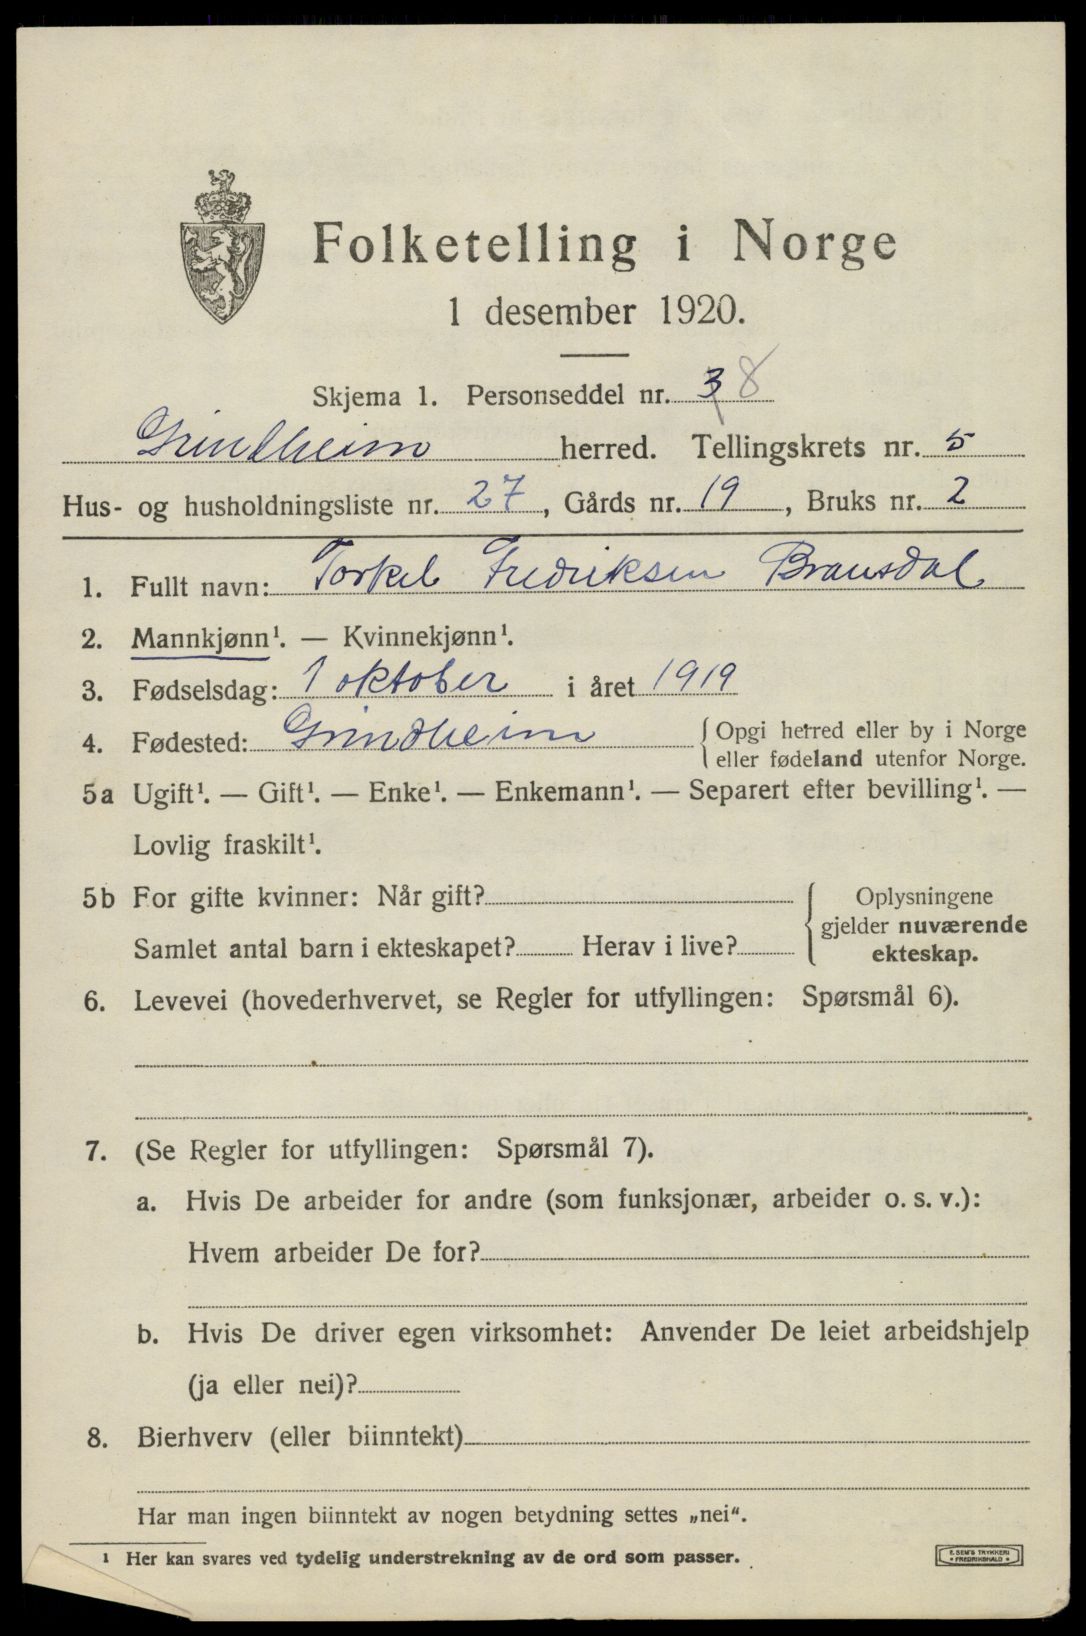 Folketelling i Norge
1 desember 1920.
Skjema 1. Personseddel nr. 3 8
Grindheim herred. Tellingskrets nr. 5
Hus- og husholdningsliste nr. 27, Gårds nr. 19, Bruks nr. 2
1. Fullt navn: Torkel Fredriksen Bransdal
2. Mannkjønn¹. — Kvinnekjønn¹.
3. Fødselsdag: 1 oktober i året 1919
4. Fødested: Grindheim { Opgi herred eller by i Norge
eller fødeland utenfor Norge.
5a Ugift¹. — Gift¹. — Enke¹. — Enkemann¹. — Separert efter bevilling¹. —
Lovlig fraskilt¹.
5b For gifte kvinner: Når gift? { Oplysningene
gjelder nuværende
Samlet antal barn i ekteskapet? Herav i live? ekteskap.
6. Levevei (hovederhvervet, se Regler for utfyllingen: Spørsmål 6).
7. (Se Regler for utfyllingen: Spørsmål 7).
a. Hvis De arbeider for andre (som funksjonær, arbeider o. s. v.):
Hvem arbeider De for?
b. Hvis De driver egen virksomhet: Anvender De leiet arbeidshjelp
(ja eller nei)?
8. Bierhverv (eller biinntekt)
Har man ingen biinntekt av nogen betydning settes „nei“.
¹ Her kan svares ved tydelig understrekning av de ord som passer.
E. SEM'S TRYKKERI
FREDRIKSHALD